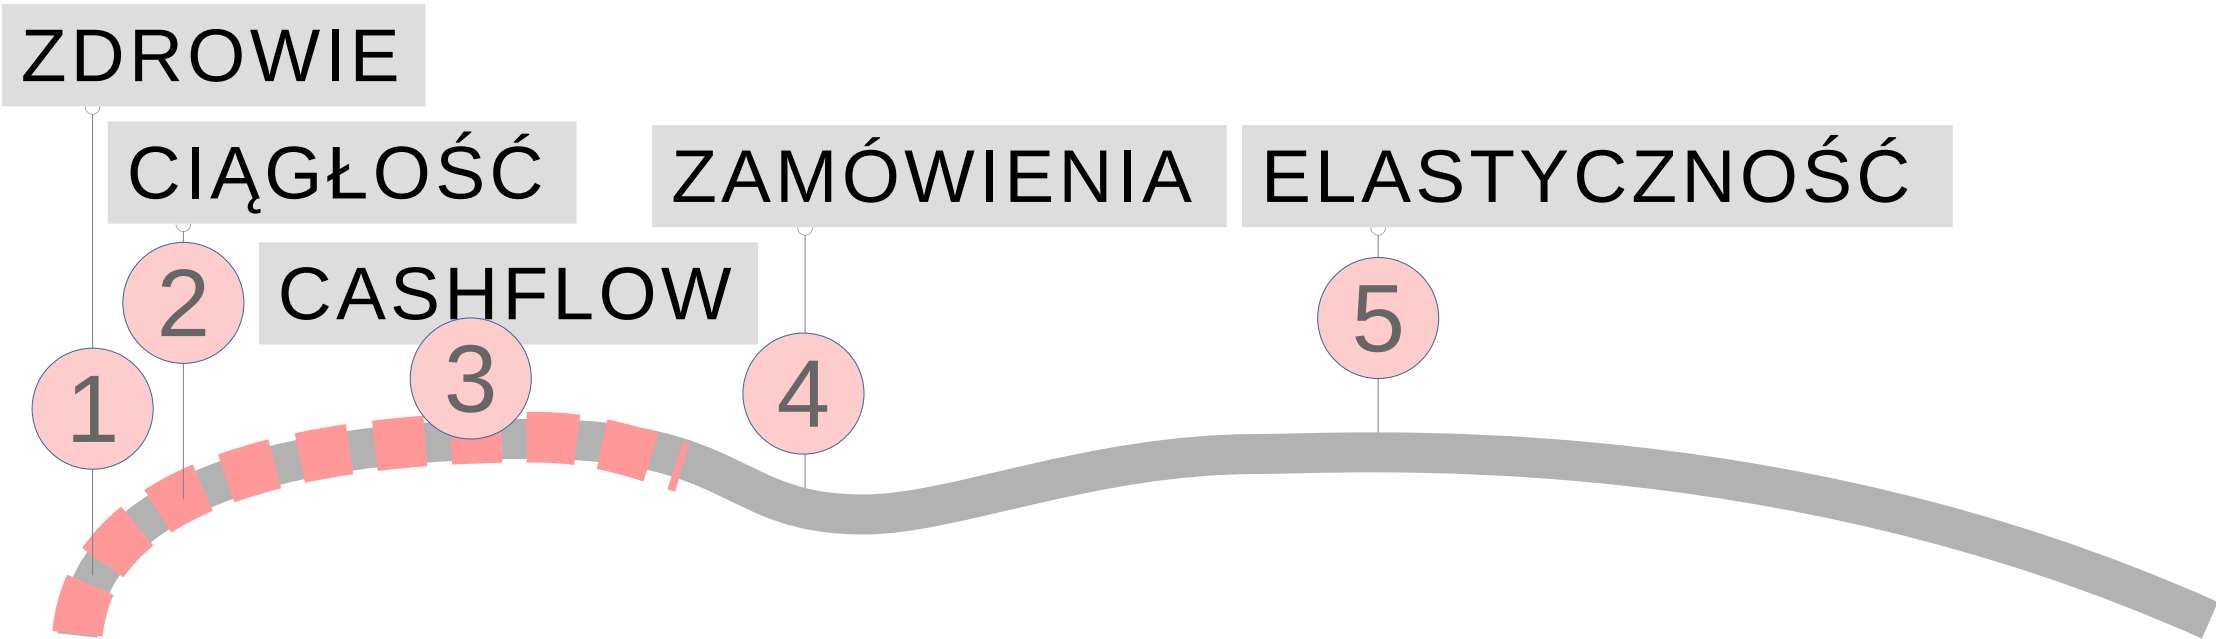 ZDROWIE
CIĄGŁOŚĆ
ZAMÓWIENIA
ELASTYCZNOŚĆ
CASHFLOW
1
2
3
4
5